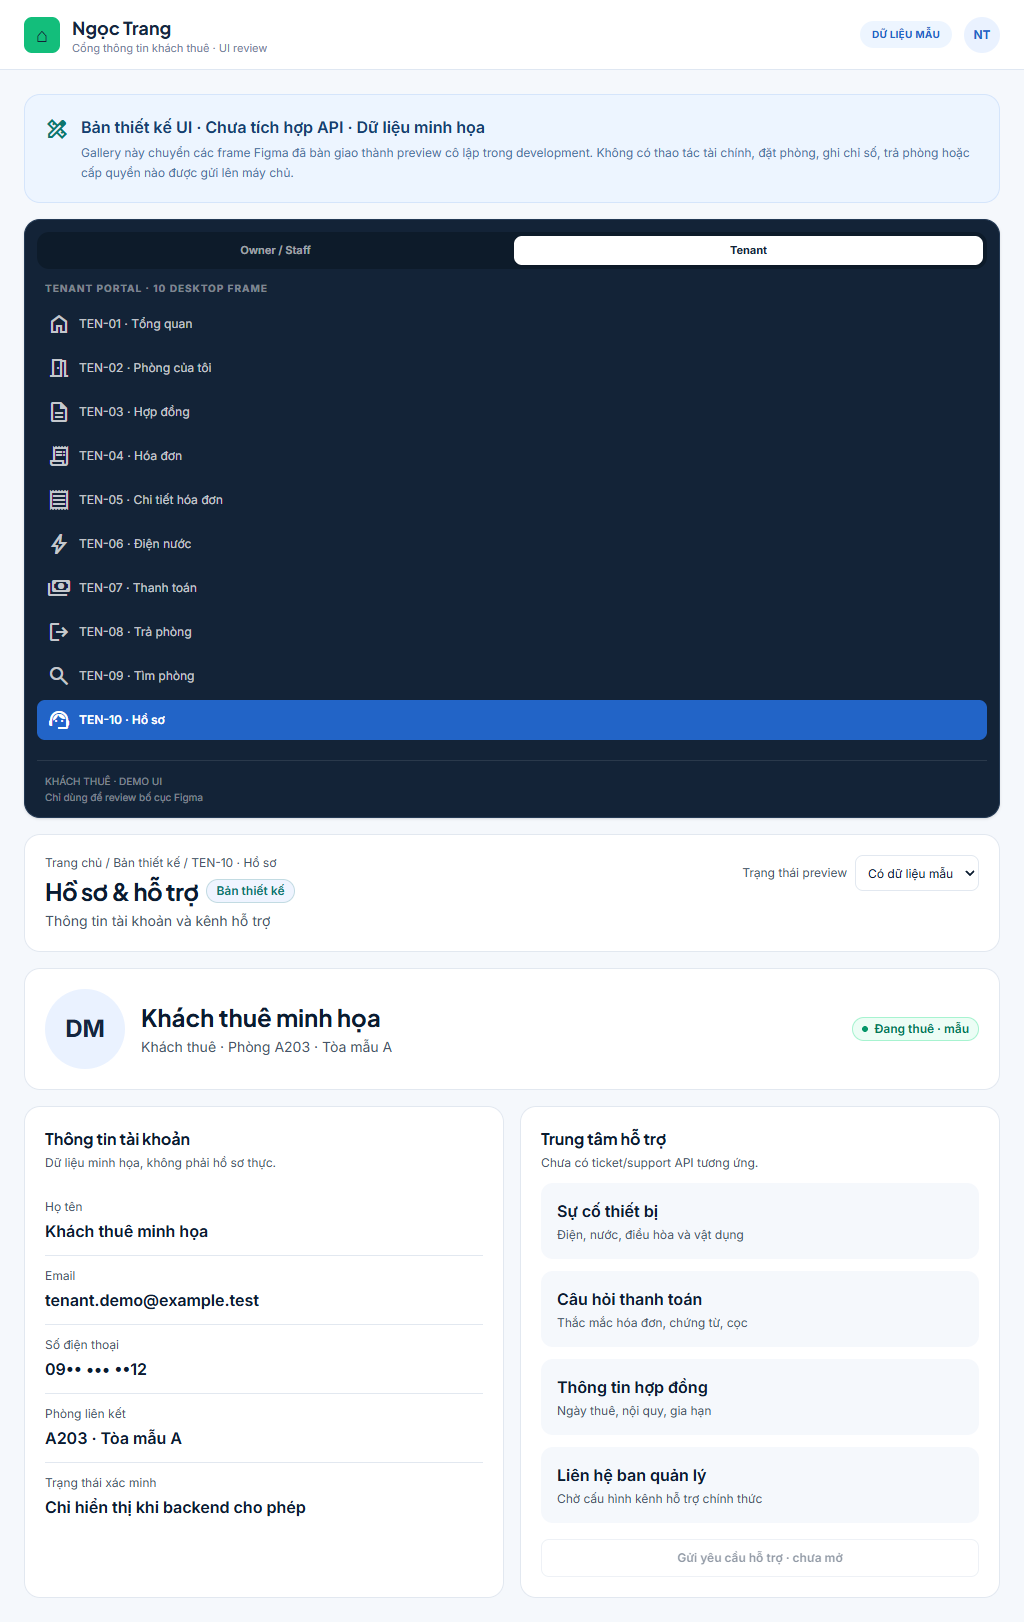 Ngọc Trang
Cổng thông tin khách thuê · UI review
DỮ LIỆU MẪU
NT
Bản thiết kế UI · Chưa tích hợp API · Dữ liệu minh họa
Gallery này chuyển các frame Figma đã bàn giao thành preview cô lập trong development. Không có thao tác tài chính, đặt phòng, ghi chỉ số, trả phòng hoặc
cấp quyền nào được gửi lên máy chủ.
Owner / Staff
Tenant
TENANT PORTAL · 10 DESKTOP FRAME
TEN-01 · Tổng quan
TEN-02 · Phòng của tôi
TEN-03 · Hợp đồng
TEN-04 · Hóa đơn
TEN-05 · Chi tiết hóa đơn
TEN-06 · Điện nước
TEN-07 · Thanh toán
TEN-08 · Trả phòng
TEN-09 · Tìm phòng
TEN-10 · Hồ sơ
KHÁCH THUÊ · DEMO UI
Chỉ dùng để review bố cục Figma
Trang chủ / Bản thiết kế / TEN-10 · Hồ sơ
Hồ sơ & hỗ trợ
Bản thiết kế
Thông tin tài khoản và kênh hỗ trợ
Trạng thái preview
Có dữ liệu mẫu
DM
Khách thuê minh họa
Khách thuê · Phòng A203 · Tòa mẫu A
Đang thuê · mẫu
Thông tin tài khoản
Dữ liệu minh họa, không phải hồ sơ thực.
Họ tên
Khách thuê minh họa
Email
tenant.demo@example.test
Số điện thoại
09•• ••• ••12
Phòng liên kết
A203 · Tòa mẫu A
Trạng thái xác minh
Chỉ hiển thị khi backend cho phép
Trung tâm hỗ trợ
Chưa có ticket/support API tương ứng.
Sự cố thiết bị
Điện, nước, điều hòa và vật dụng
Câu hỏi thanh toán
Thắc mắc hóa đơn, chứng từ, cọc
Thông tin hợp đồng
Ngày thuê, nội quy, gia hạn
Liên hệ ban quản lý
Chờ cấu hình kênh hỗ trợ chính thức
Gửi yêu cầu hỗ trợ · chưa mở